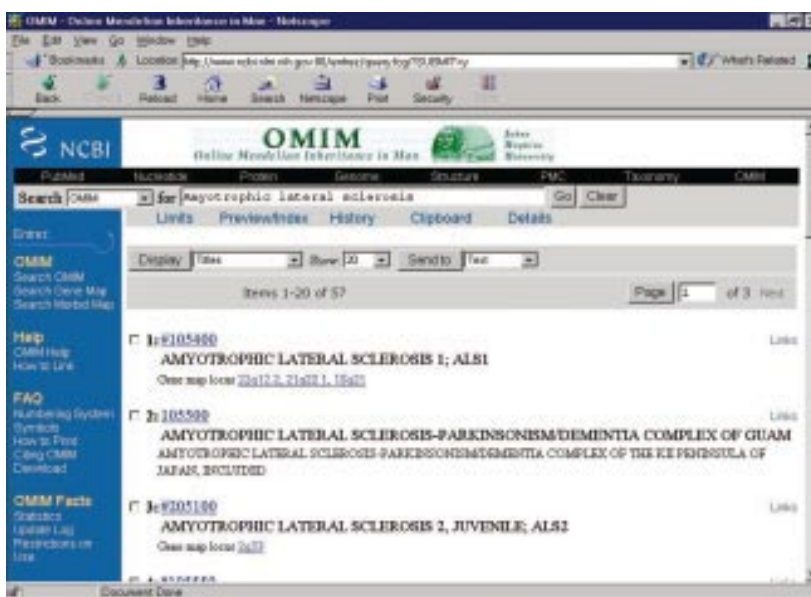 OMIM - Online Mendelian Inheritance in Man - Netscape
File Edit View Go Window Help
Bookmarks Location What's Related
Back Reload Home Search Netscape Print Security
NCBI
OMIM
Online Mendelian Inheritance in Man
Johns Hopkins University
PubMed Nucleotide Protein Genome Structure PMC Taxonomy OMIM
Search OMIM for Amyotrophic lateral sclerosis Go Clear
Limits Preview/Index History Clipboard Details
Entrez
Display Titles Show: 20 Send to Text
Items 1-20 of 57
Page 1 of 3 Next
OMIM
Search OMIM
Search Gene Map
Search Morbid Map
Help
OMIM Help
How to Link
FAQ
Numbering System
Symbols
How to Print
Citing OMIM
Download
OMIM Facts
Statistics
Update Log
Restrictions on
Use
1: #105400 Links
AMYOTROPHIC LATERAL SCLEROSIS 1; ALS1
Gene map locus 22q12.2, 21q22.1,
2: 105500 Links
AMYOTROPHIC LATERAL SCLEROSIS-PARKINSONISM/DEMENTIA COMPLEX OF GUAM
AMYOTROPHIC LATERAL SCLEROSIS-PARKINSONISM/DEMENTIA COMPLEX OF THE KII PENINSULA OF
JAPAN, INCLUDED
3: #205100 Links
AMYOTROPHIC LATERAL SCLEROSIS 2, JUVENILE; ALS2
Gene map locus 2q33
Document Done